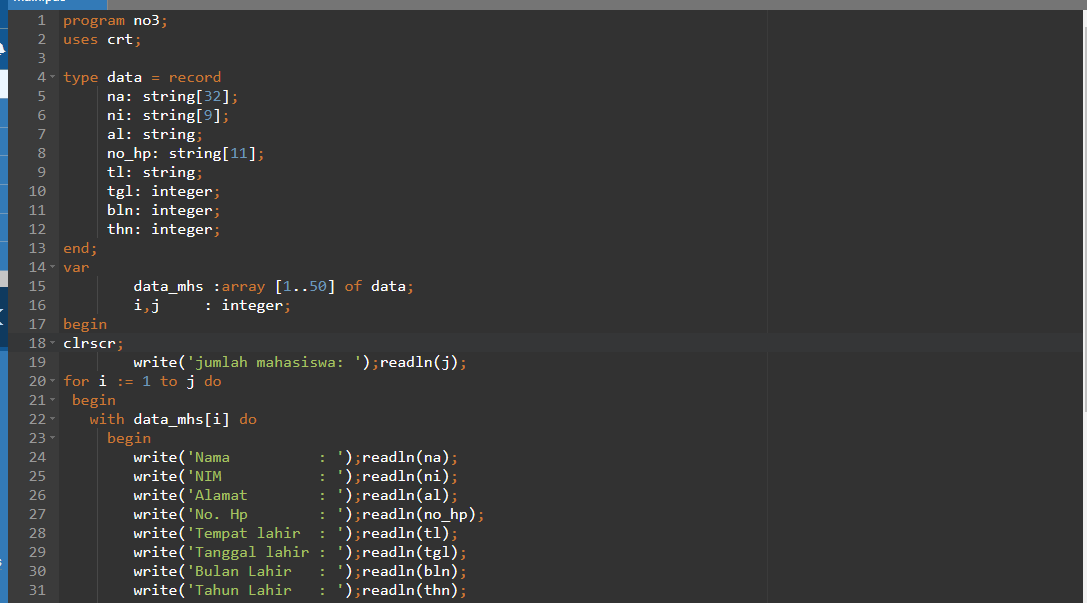 1 program no3;
2 uses crt;
3
4 type data = record
5      na: string[32];
6      ni: string[9];
7      al: string;
8      no_hp: string[11];
9      tl: string;
10      tgl: integer;
11      bln: integer;
12      thn: integer;
13 end;
14 var
15         data_mhs :array [1..50] of data;
16         i,j     : integer;
17 begin
18 clrscr;
19         write('jumlah mahasiswa: ');readln(j);
20 for i := 1 to j do
21  begin
22    with data_mhs[i] do
23      begin
24         write('Nama          : ');readln(na);
25         write('NIM           : ');readln(ni);
26         write('Alamat        : ');readln(al);
27         write('No. Hp        : ');readln(no_hp);
28         write('Tempat lahir  : ');readln(tl);
29         write('Tanggal lahir : ');readln(tgl);
30         write('Bulan Lahir   : ');readln(bln);
31         write('Tahun Lahir   : ');readln(thn);